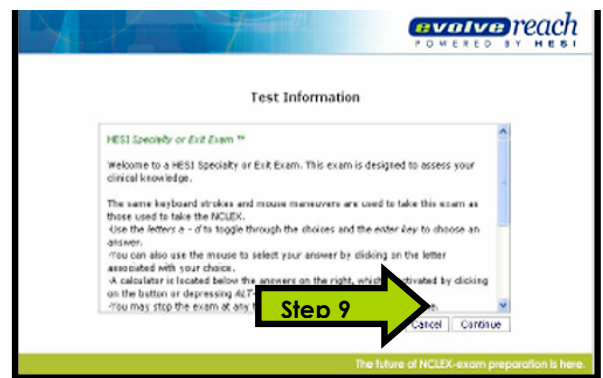 evolve reach
POWERED BY HESI
Test Information
HESI Specialty or Exit Exam ™
Welcome to a HESI Specialty or Exit Exam. This exam is designed to assess your
clinical knowledge.
The same keyboard strokes and mouse maneuvers are used to take this exam as
those used to take the NCLEX.
-Use the letters a - d to toggle through the choices and the enter key to choose an
answer.
-You can also use the mouse to select your answer by clicking on the letter
associated with your choice.
-A calculator is located below the answers on the right, which activated by clicking
on the button or depressing ALT-
-You may stop the exam at any
Step 9
Cancel Continue
The future of NCLEX-exam preparation is here.